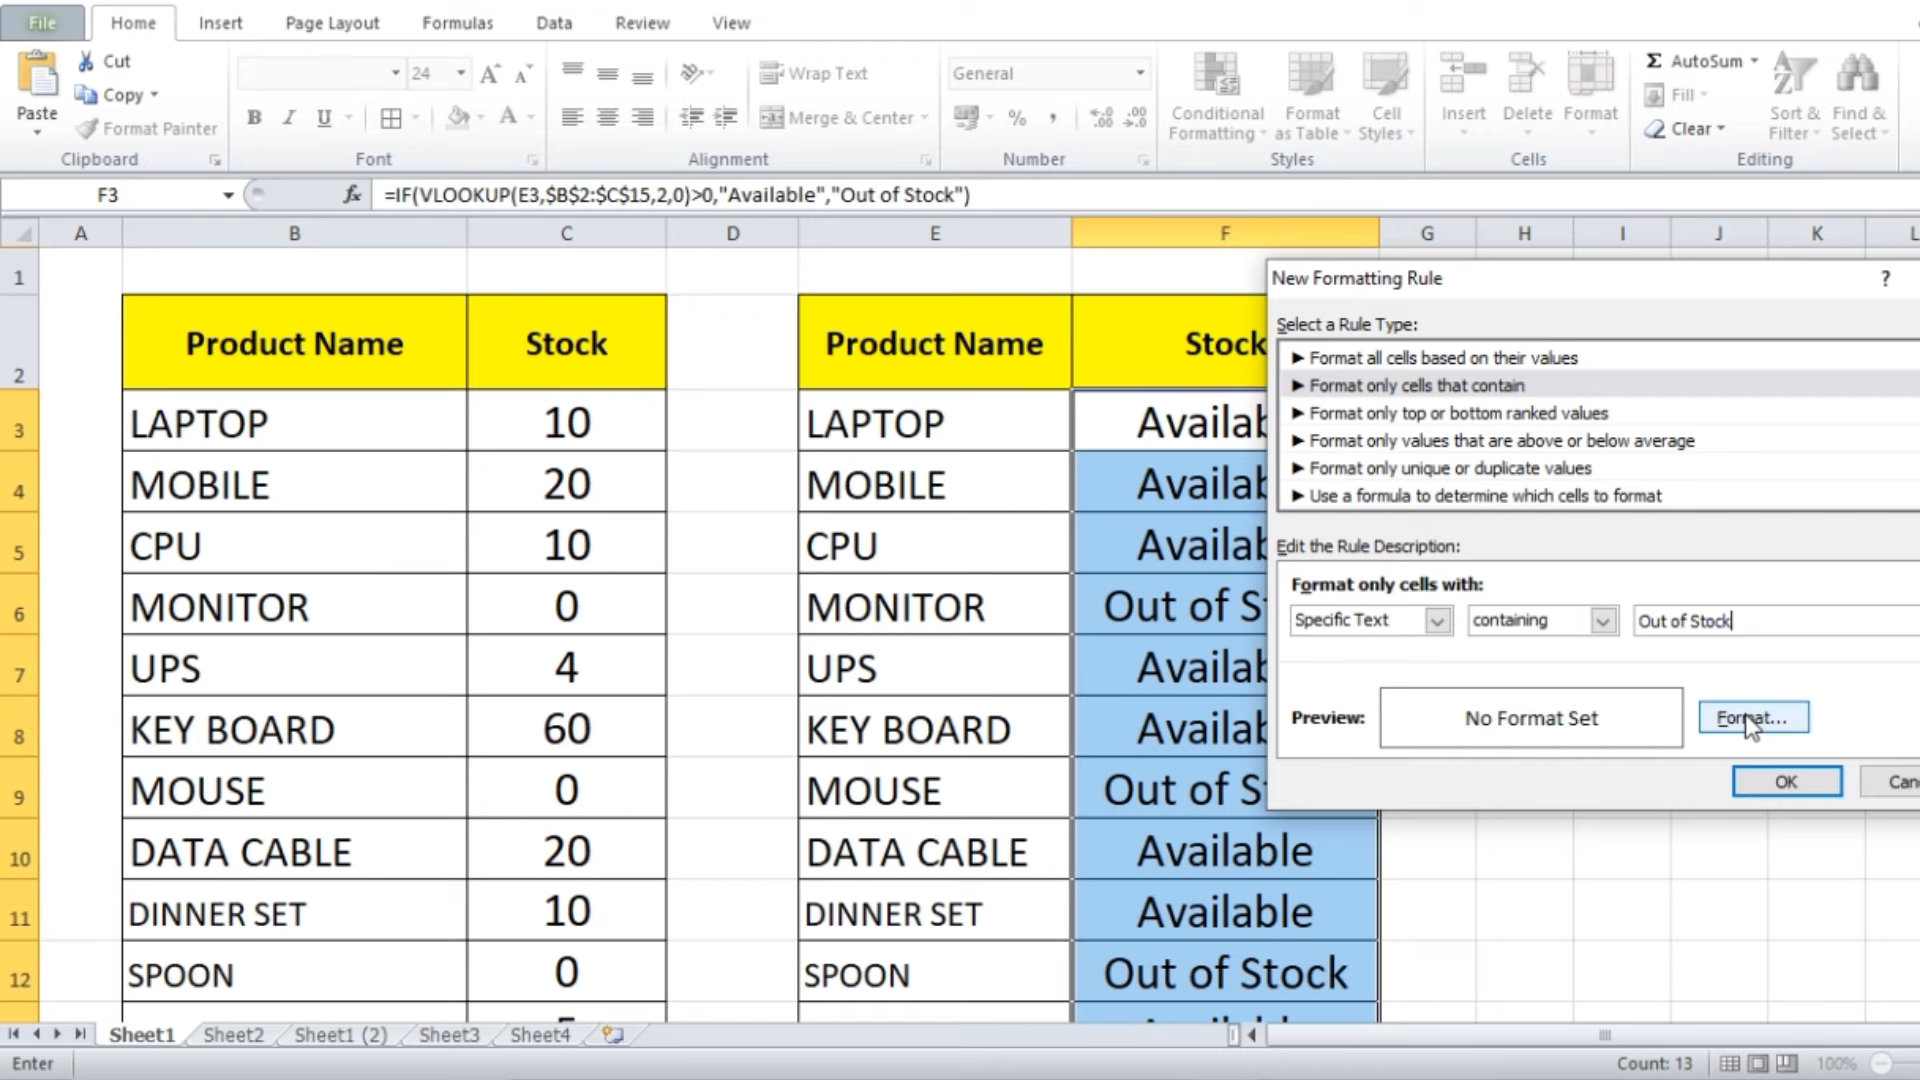 File Home Insert Page Layout Formulas Data Review View
Cut
Copy
Format Painter
Paste
Clipboard
24 A A
B I U A
Font
Wrap Text
Merge & Center
Alignment
General
% , .00 .00
Number
Conditional Formatting
Format as Table
Cell Styles
Styles
Insert Delete Format
Cells
Σ AutoSum
Fill
Clear
Sort & Filter
Find & Select
Editing
F3 fx =IF(VLOOKUP(E3,$B$2:$C$15,2,0)>0,"Available","Out of Stock")
A B C D E F G H I J K L
1
2 Product Name Stock Product Name Stock
3 LAPTOP 10 LAPTOP Availab
4 MOBILE 20 MOBILE Availab
5 CPU 10 CPU Availab
6 MONITOR 0 MONITOR Out of S
7 UPS 4 UPS Availab
8 KEY BOARD 60 KEY BOARD Availab
9 MOUSE 0 MOUSE Out of S
10 DATA CABLE 20 DATA CABLE Available
11 DINNER SET 10 DINNER SET Available
12 SPOON 0 SPOON Out of Stock
New Formatting Rule ?
Select a Rule Type:
► Format all cells based on their values
► Format only cells that contain
► Format only top or bottom ranked values
► Format only values that are above or below average
► Format only unique or duplicate values
► Use a formula to determine which cells to format
Edit the Rule Description:
Format only cells with:
Specific Text containing Out of Stock
Preview: No Format Set Format...
OK Can
Sheet1 Sheet2 Sheet1 (2) Sheet3 Sheet4
Enter Count: 13 100%